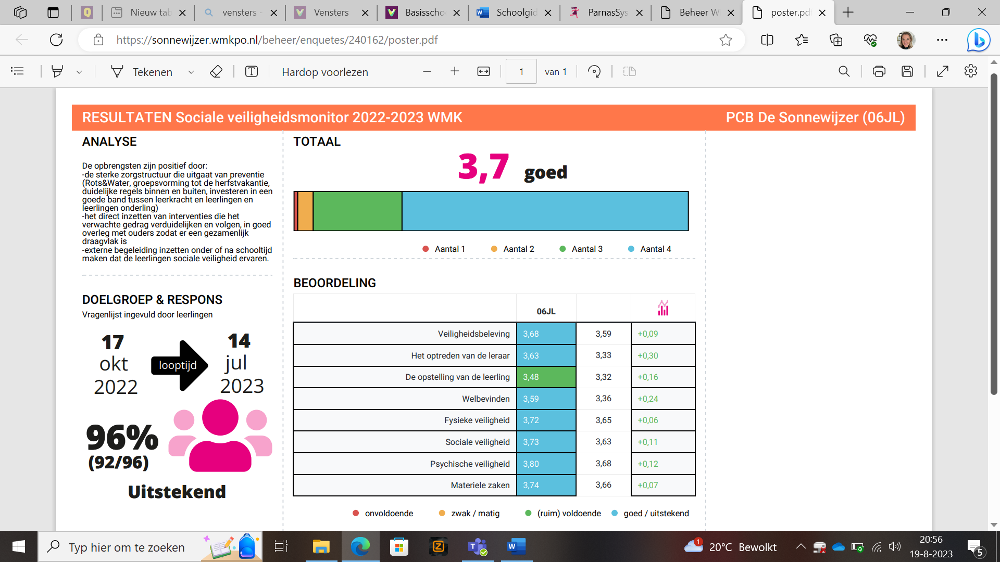 Nieuw tab
vensters -
Vensters
Basisscho
Schoolgid
ParnasSys
Beheer W
poster.pdf
https://sonnewijzer.wmkpo.nl/beheer/enquetes/240162/poster.pdf
Tekenen
Hardop voorlezen
1
van 1
RESULTATEN Sociale veiligheidsmonitor 2022-2023 WMK
PCB De Sonnewijzer (06JL)
ANALYSE
De opbrengsten zijn positief door:
-de sterke zorgstructuur die uitgaat van preventie
(Rots&Water, groepsvorming tot de herfstvakantie,
duidelijke regels binnen en buiten, investeren in een
goede band tussen leerkracht en leerlingen en
leerlingen onderling)
-het direct inzetten van interventies die het
verwachte gedrag verduidelijken en volgen, in goed
overleg met ouders zodat er een gezamenlijk
draagvlak is
-externe begeleiding inzetten onder of na schooltijd
maken dat de leerlingen sociale veiligheid ervaren.
DOELGROEP & RESPONS
Vragenlijst ingevuld door leerlingen
17
okt
2022
looptijd
14
jul
2023
96%
(92/96)
Uitstekend
TOTAAL
3,7 goed
Aantal 1 Aantal 2 Aantal 3 Aantal 4
BEOORDELING
06JL
Veiligheidsbeleving 3,68 3,59 +0,09
Het optreden van de leraar 3,63 3,33 +0,30
De opstelling van de leerling 3,48 3,32 +0,16
Welbevinden 3,59 3,36 +0,24
Fysieke veiligheid 3,72 3,65 +0,06
Sociale veiligheid 3,73 3,63 +0,11
Psychische veiligheid 3,80 3,68 +0,12
Materiele zaken 3,74 3,66 +0,07
onvoldoende zwak / matig (ruim) voldoende goed / uitstekend
Typ hier om te zoeken
1
20°C Bewolkt
20:56
19-8-2023
5